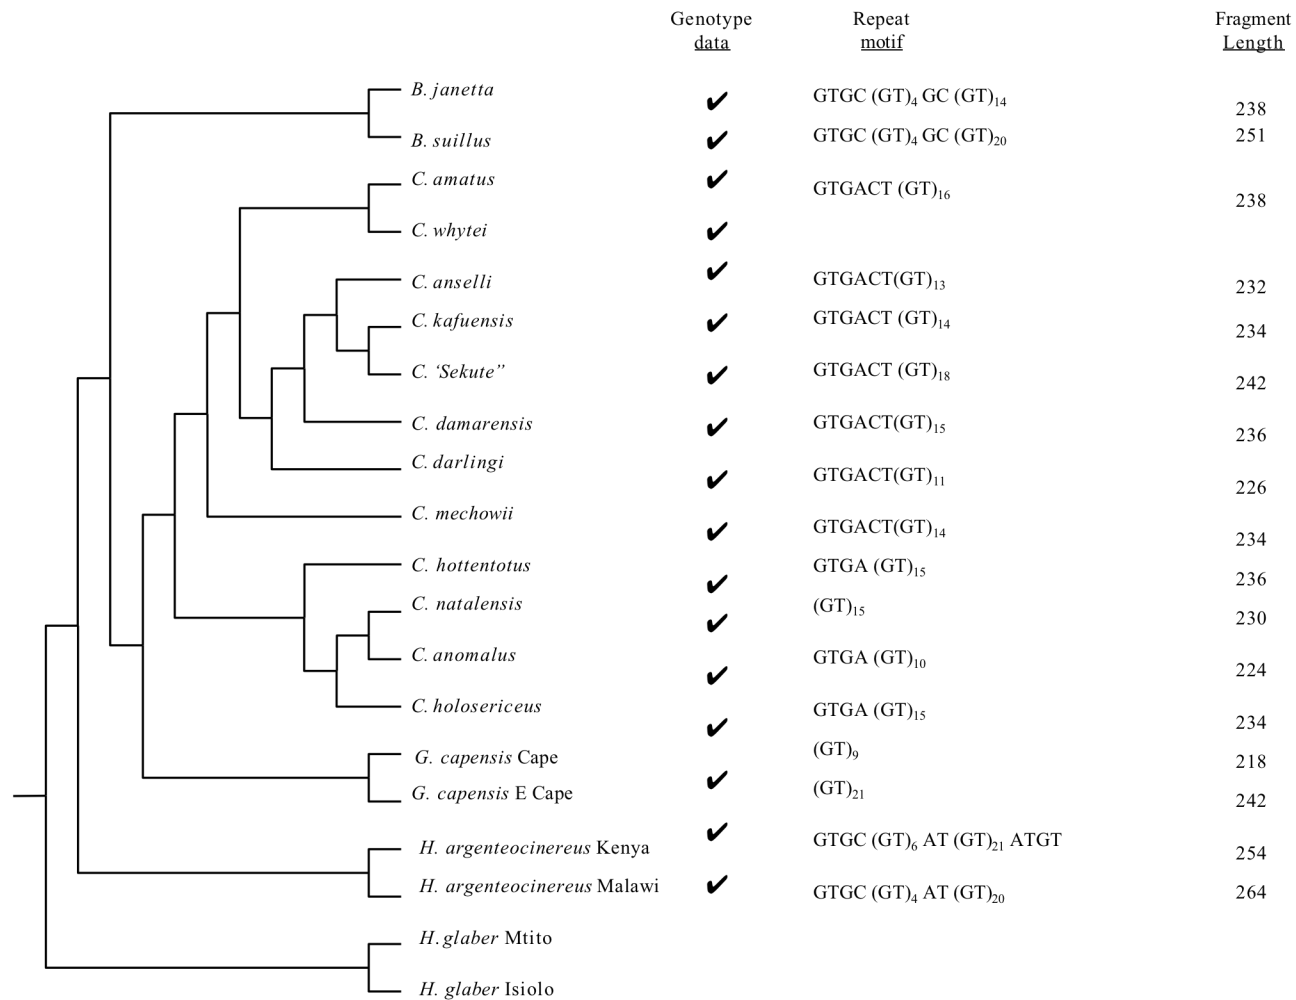 Genotype data Repeat motif Fragment Length
B. janetta ✔ GTGC (GT)4 GC (GT)14 238
B. suillus ✔ GTGC (GT)4 GC (GT)20 251
C. amatus ✔ GTGACT (GT)16 238
C. whytei ✔
C. anselli ✔ GTGACT(GT)13 232
C. kafuensis ✔ GTGACT (GT)14 234
C. ‘Sekute” ✔ GTGACT (GT)18 242
C. damarensis ✔ GTGACT(GT)15 236
C. darlingi ✔ GTGACT(GT)11 226
C. mechowii ✔ GTGACT(GT)14 234
C. hottentotus ✔ GTGA (GT)15 236
C. natalensis ✔ (GT)15 230
C. anomalus ✔ GTGA (GT)10 224
C. holosericeus ✔ GTGA (GT)15 234
G. capensis Cape (GT)9 218
G. capensis E Cape ✔ (GT)21 242
H. argenteocinereus Kenya ✔ GTGC (GT)6 AT (GT)21 ATGT 254
H. argenteocinereus Malawi ✔ GTGC (GT)4 AT (GT)20 264
H. glaber Mtito
H. glaber Isiolo